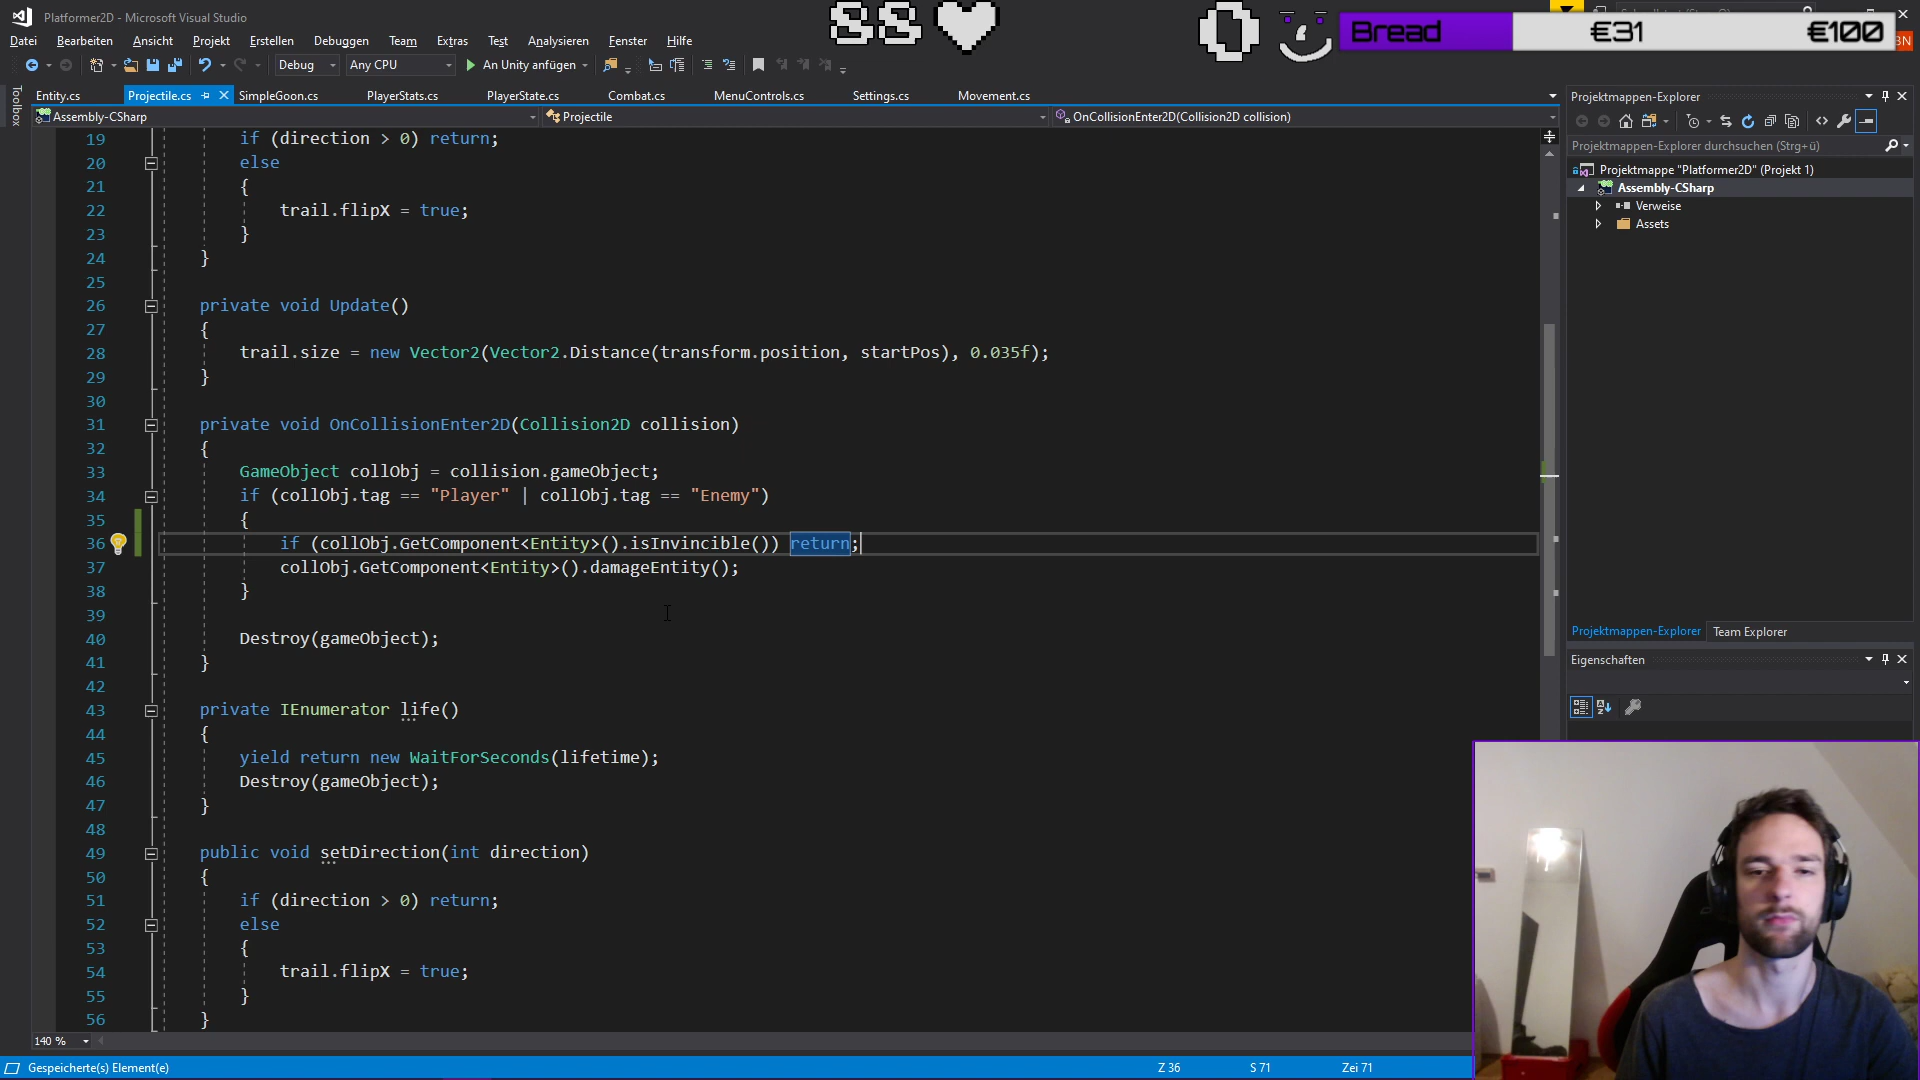 Platformer2D - Microsoft Visual Studio
88
0
Bread
€31
€100
Datei Bearbeiten Ansicht Projekt Erstellen Debuggen Team Extras Test Analysieren Fenster Hilfe
Debug Any CPU An Unity anfügen
Toolbox
Entity.cs Projectile.cs SimpleGoon.cs PlayerStats.cs PlayerState.cs Combat.cs MenuControls.cs Settings.cs Movement.cs
Assembly-CSharp Projectile OnCollisionEnter2D(Collision2D collision)
19 if (direction > 0) return;
20 else
21 {
22 trail.flipX = true;
23 }
24 }
25
26 private void Update()
27 {
28 trail.size = new Vector2(Vector2.Distance(transform.position, startPos), 0.035f);
29 }
30
31 private void OnCollisionEnter2D(Collision2D collision)
32 {
33 GameObject collObj = collision.gameObject;
34 if (collObj.tag == "Player" | collObj.tag == "Enemy")
35 {
36 if (collObj.GetComponent<Entity>().isInvincible()) return;
37 collObj.GetComponent<Entity>().damageEntity();
38 }
39
40 Destroy(gameObject);
41 }
42
43 private IEnumerator life()
44 {
45 yield return new WaitForSeconds(lifetime);
46 Destroy(gameObject);
47 }
48
49 public void setDirection(int direction)
50 {
51 if (direction > 0) return;
52 else
53 {
54 trail.flipX = true;
55 }
56 }
140 %
Gespeicherte(s) Element(e)
Z 36 S 71 Zei 71
Projektmappen-Explorer
Projektmappen-Explorer durchsuchen (Strg+ü)
Projektmappe "Platformer2D" (Projekt 1)
Assembly-CSharp
Verweise
Assets
Projektmappen-Explorer Team Explorer
Eigenschaften